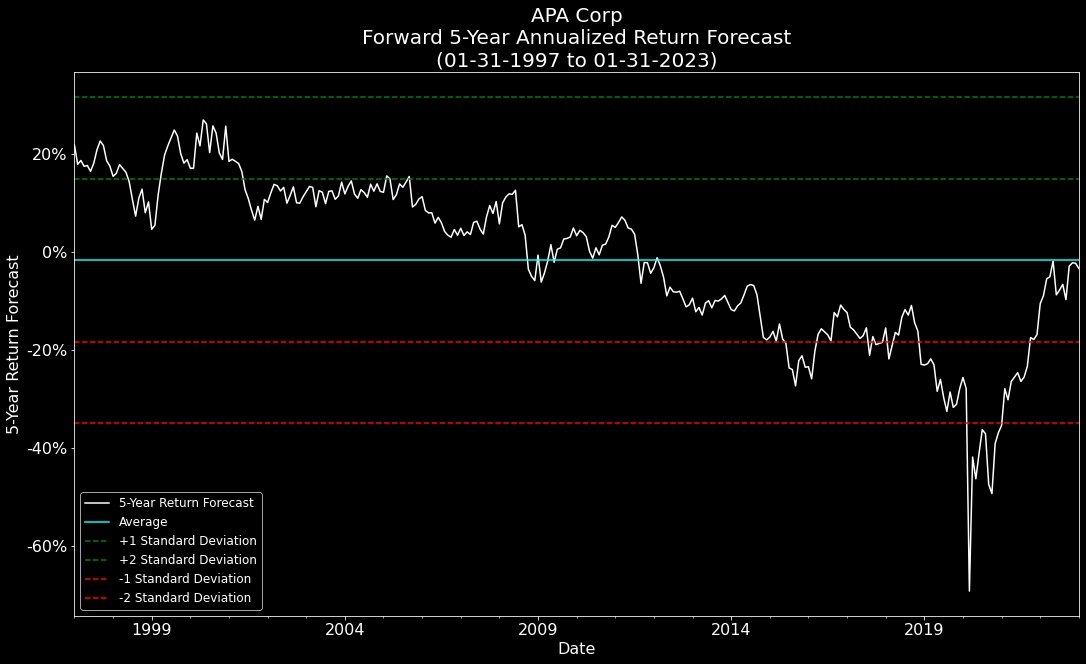 APA Corp
Forward 5-Year Annualized Return Forecast
(01-31-1997 to 01-31-2023)
5-Year Return Forecast
20%
0%
-20%
-40%
-60%
5-Year Return Forecast
Average
+1 Standard Deviation
+2 Standard Deviation
-1 Standard Deviation
-2 Standard Deviation
1999
2004
2009
2014
2019
Date